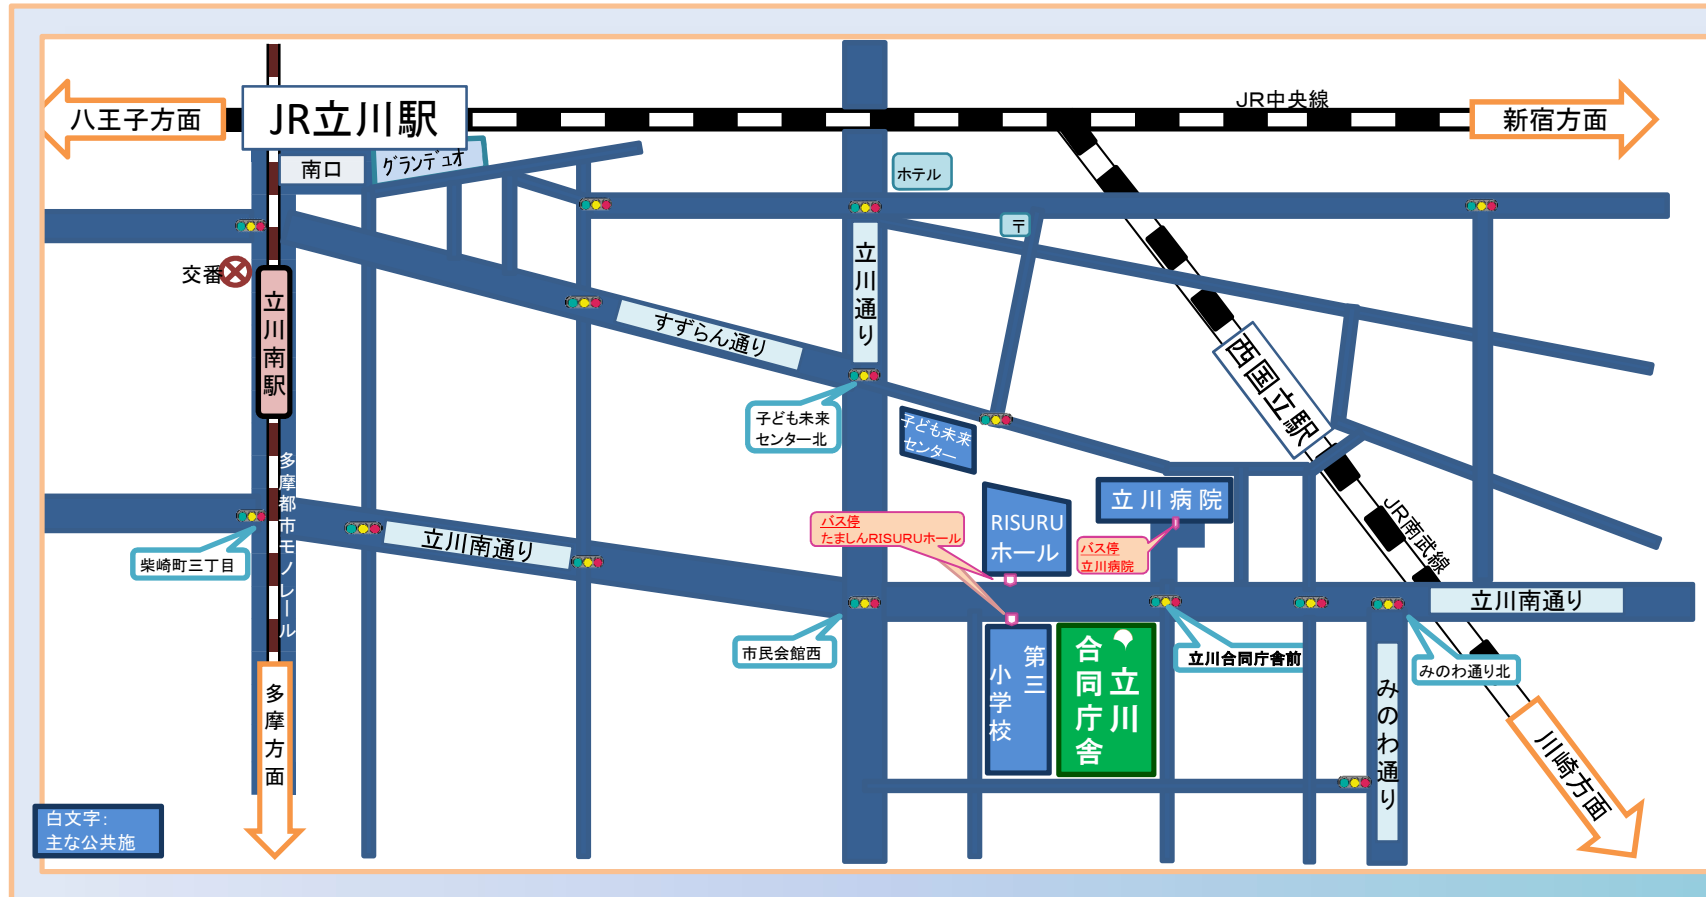 JR中央線
八王子方面
JR立川駅
新宿方面
南口
グランデュオ
ホテル
〒
交番
立川南駅
立川通り
すずらん通り
西国立駅
子ども未来
センター北
子ども未来
センター
多摩都市モノレール
立川病院
RISURU
ホール
バス停
たましんRISURUホール
バス停
立川病院
JR南武線
立川南通り
柴崎町三丁目
立川南通り
市民会館西
第三
小学校
立川
合同庁舎
立川合同庁舎前
みのわ通り北
みのわ通り
多摩方面
川崎方面
白文字:
主な公共施